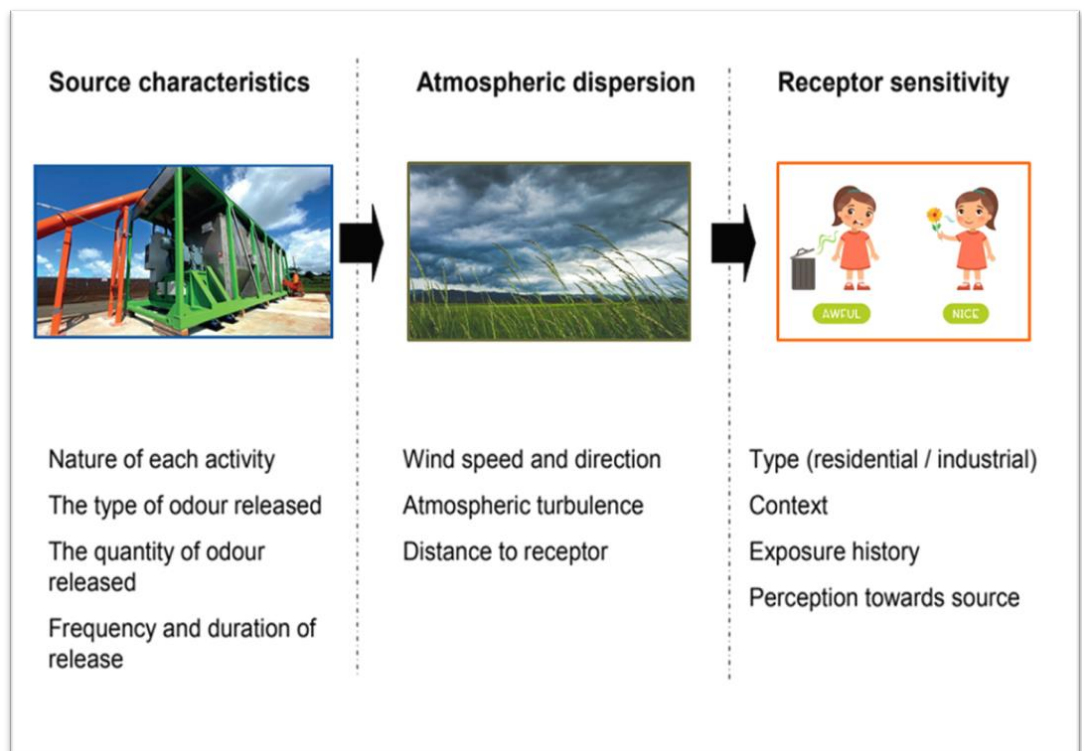 Source characteristics
Atmospheric dispersion
Receptor sensitivity
AWFUL
NICE
Nature of each activity
The type of odour released
The quantity of odour
released
Frequency and duration of
release
Wind speed and direction
Atmospheric turbulence
Distance to receptor
Type (residential / industrial)
Context
Exposure history
Perception towards source